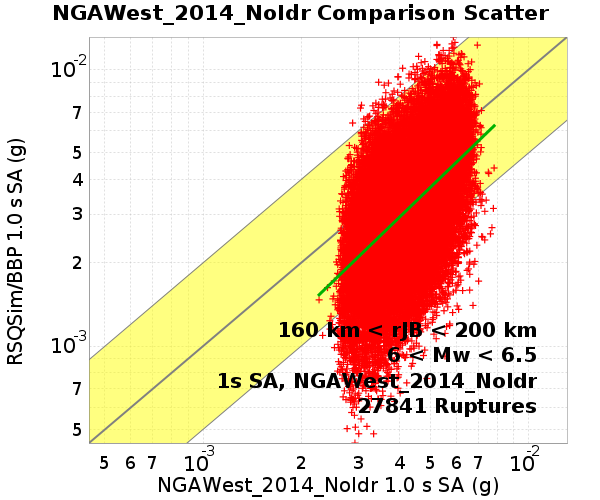 NGAWest_2014_NoIdr Comparison Scatter
RSQSim/BBP 1.0 s SA (g)
10-2
7
5
4
3
2
10-3
7
5
160 km < rJB < 200 km
6 < Mw < 6.5
1s SA, NGAWest_2014_NoIdr
27841 Ruptures
5 6 7 10-3 2 3 4 5 6 7 10-2
NGAWest_2014_NoIdr 1.0 s SA (g)